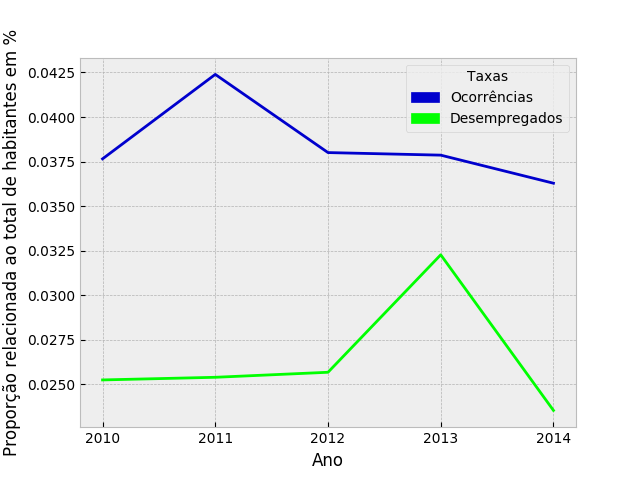 Proporção relacionada ao total de habitantes em %
0.0425
0.0400
0.0375
0.0350
0.0325
0.0300
0.0275
0.0250
Taxas
Ocorrências
Desempregados
2010 2011 2012 2013 2014
Ano